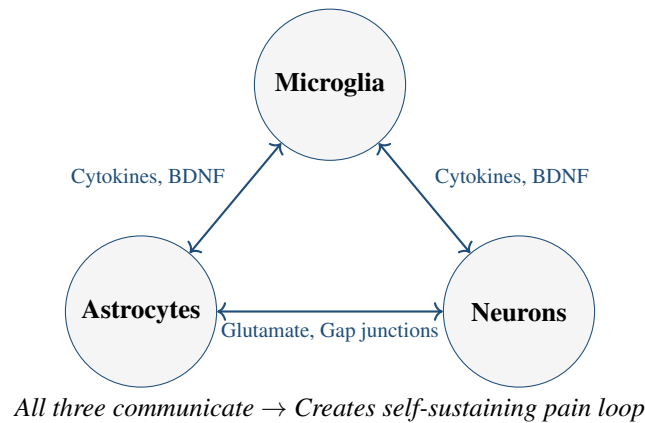 Microglia
Cytokines, BDNF
Cytokines, BDNF
Astrocytes
Neurons
Glutamate, Gap junctions
All three communicate → Creates self-sustaining pain loop